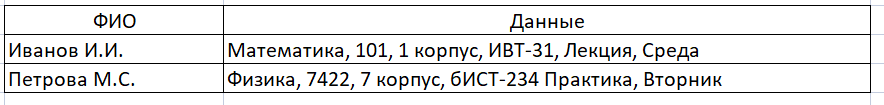 ФИО Данные
Иванов И.И. Математика, 101, 1 корпус, ИВТ-31, Лекция, Среда
Петрова М.С. Физика, 7422, 7 корпус, бИСТ-234 Практика, Вторник